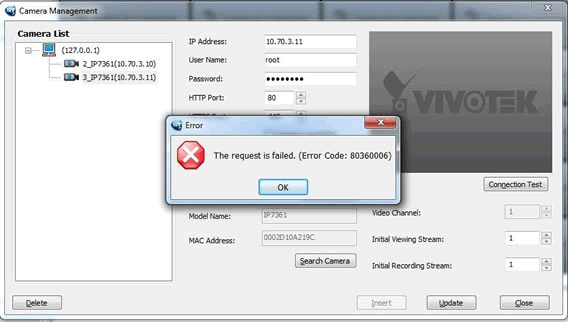 Camera Management
Camera List
(127.0.0.1)
2_IP7361(10.70.3.10)
3_IP7361(10.70.3.11)
IP Address:
10.70.3.11
User Name:
root
Password:
HTTP Port:
80
VIVOTEK
Error
The request is failed. (Error Code: 80360006)
OK
Connection Test
Model Name:
IP7361
MAC Address:
0002D10A219C
Search Camera
Video Channel:
1
Initial Viewing Stream:
1
Initial Recording Stream:
1
Delete
Insert
Update
Close